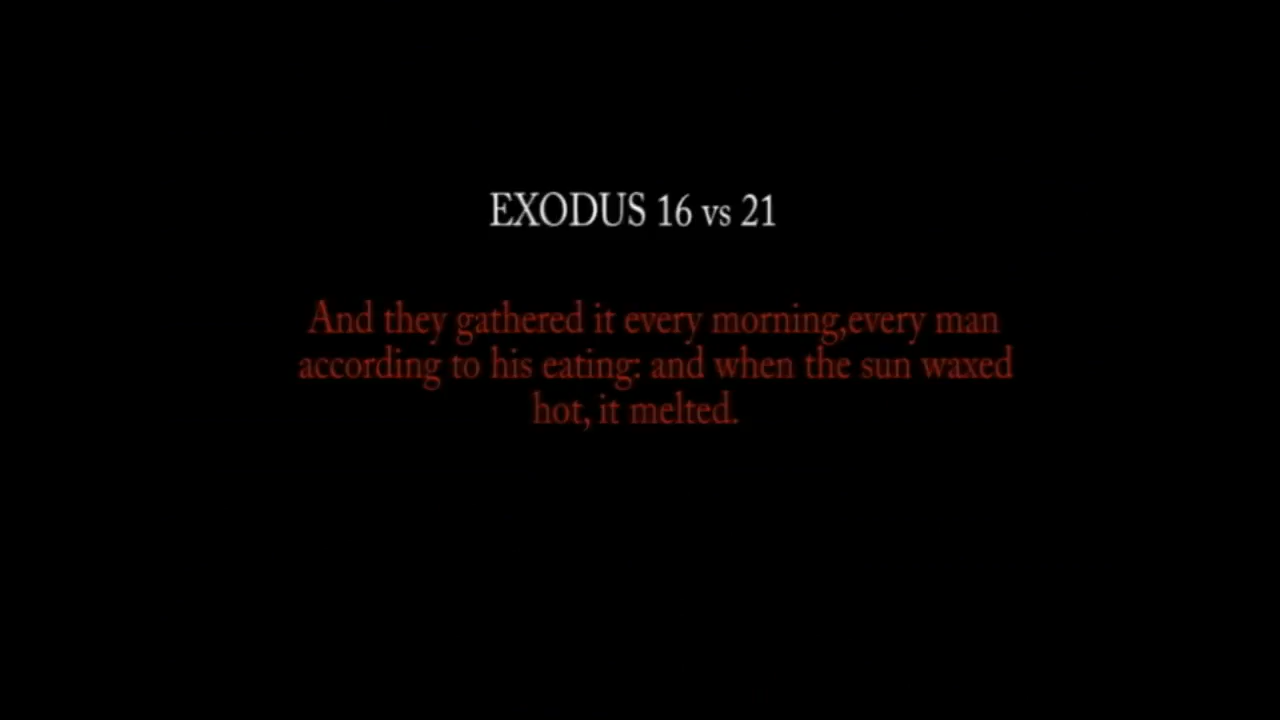 EXODUS 16 vs 21
And they gathered it every morning,every man
according to his eating: and when the sun waxed
hot, it melted.